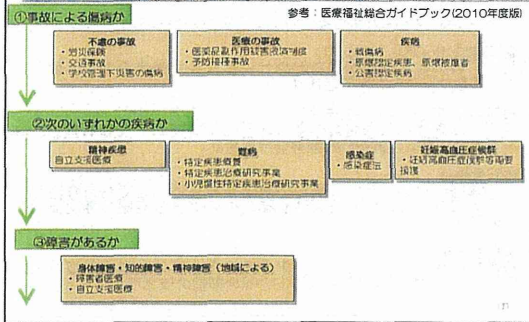 参考：医療福祉総合ガイドブック(2010年度版)
①事故による傷病か
不慮の事故
・労災保険
・交通事故
・学校管理下災害の傷病
医療の事故
・医薬品副作用被害救済制度
・予防接種事故
疾病
・戦傷病
・原爆認定疾患、原爆被爆者
・公害認定疾病
②次のいずれかの疾病か
精神疾患
自立支援医療
難病
・特定疾患療養
・特定疾患治療研究事業
・小児慢性特定疾患治療研究事業
感染症
・感染症法
妊娠高血圧症候群
・妊娠高血圧症候群等療養
援護
③障害があるか
身体障害・知的障害・精神障害（地域による）
・障害者医療
・自立支援医療